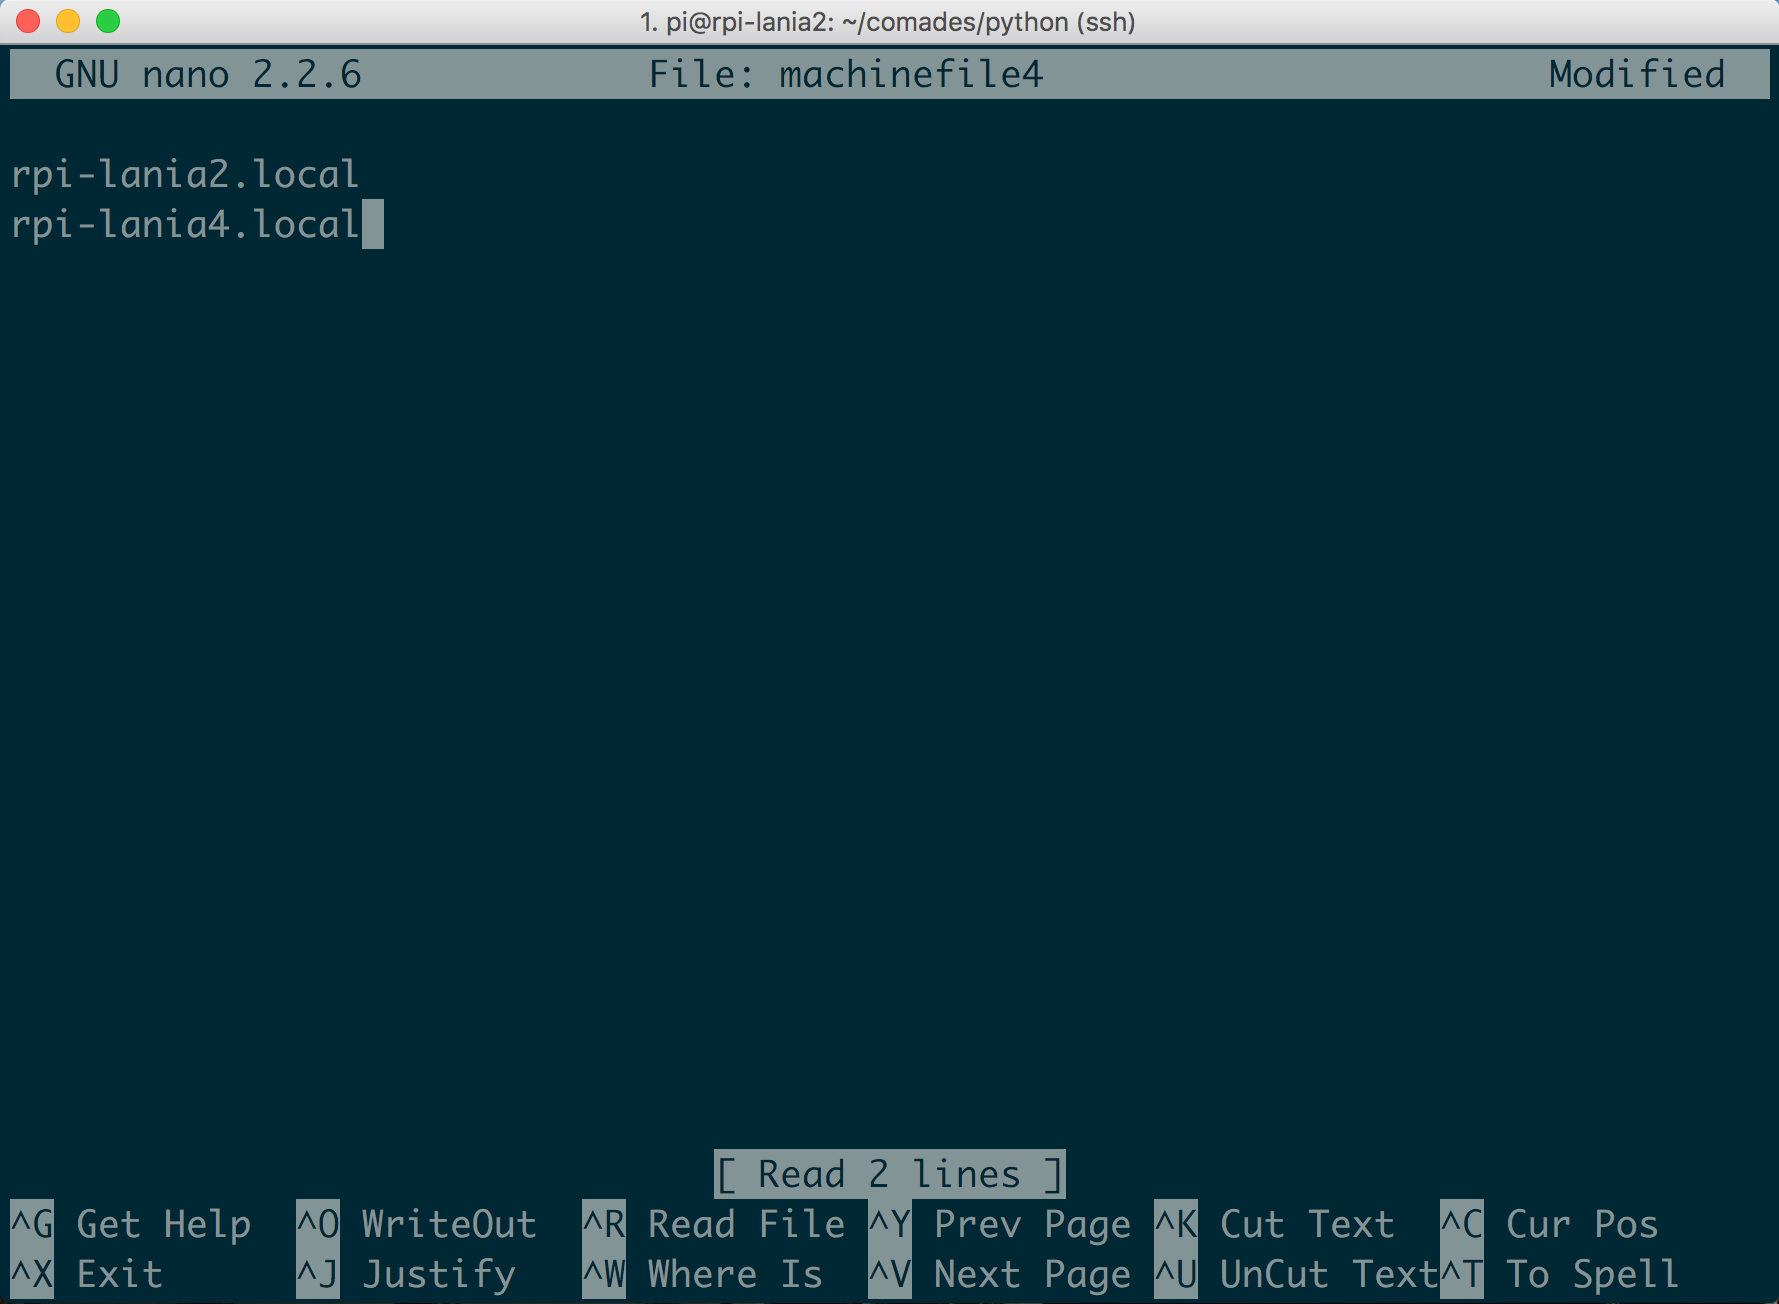 1. pi@rpi-lania2: ~/comades/python (ssh)
GNU nano 2.2.6 File: machinefile4 Modified
rpi-lania2.local
rpi-lania4.local
[ Read 2 lines ]
^G Get Help ^O WriteOut ^R Read File ^Y Prev Page ^K Cut Text ^C Cur Pos
^X Exit ^J Justify ^W Where Is ^V Next Page ^U UnCut Text ^T To Spell